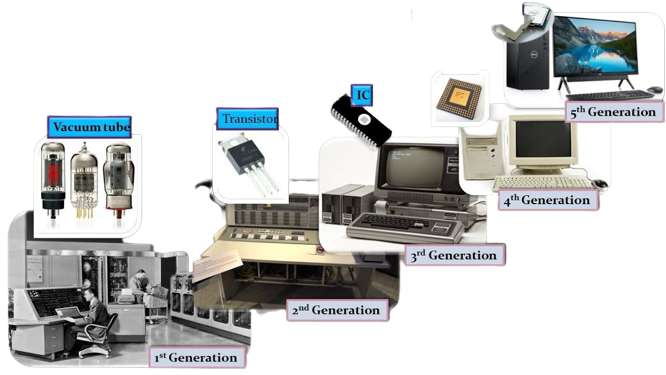 Vacuum tube
Transistor
IC
1st Generation
2nd Generation
3rd Generation
4th Generation
5th Generation